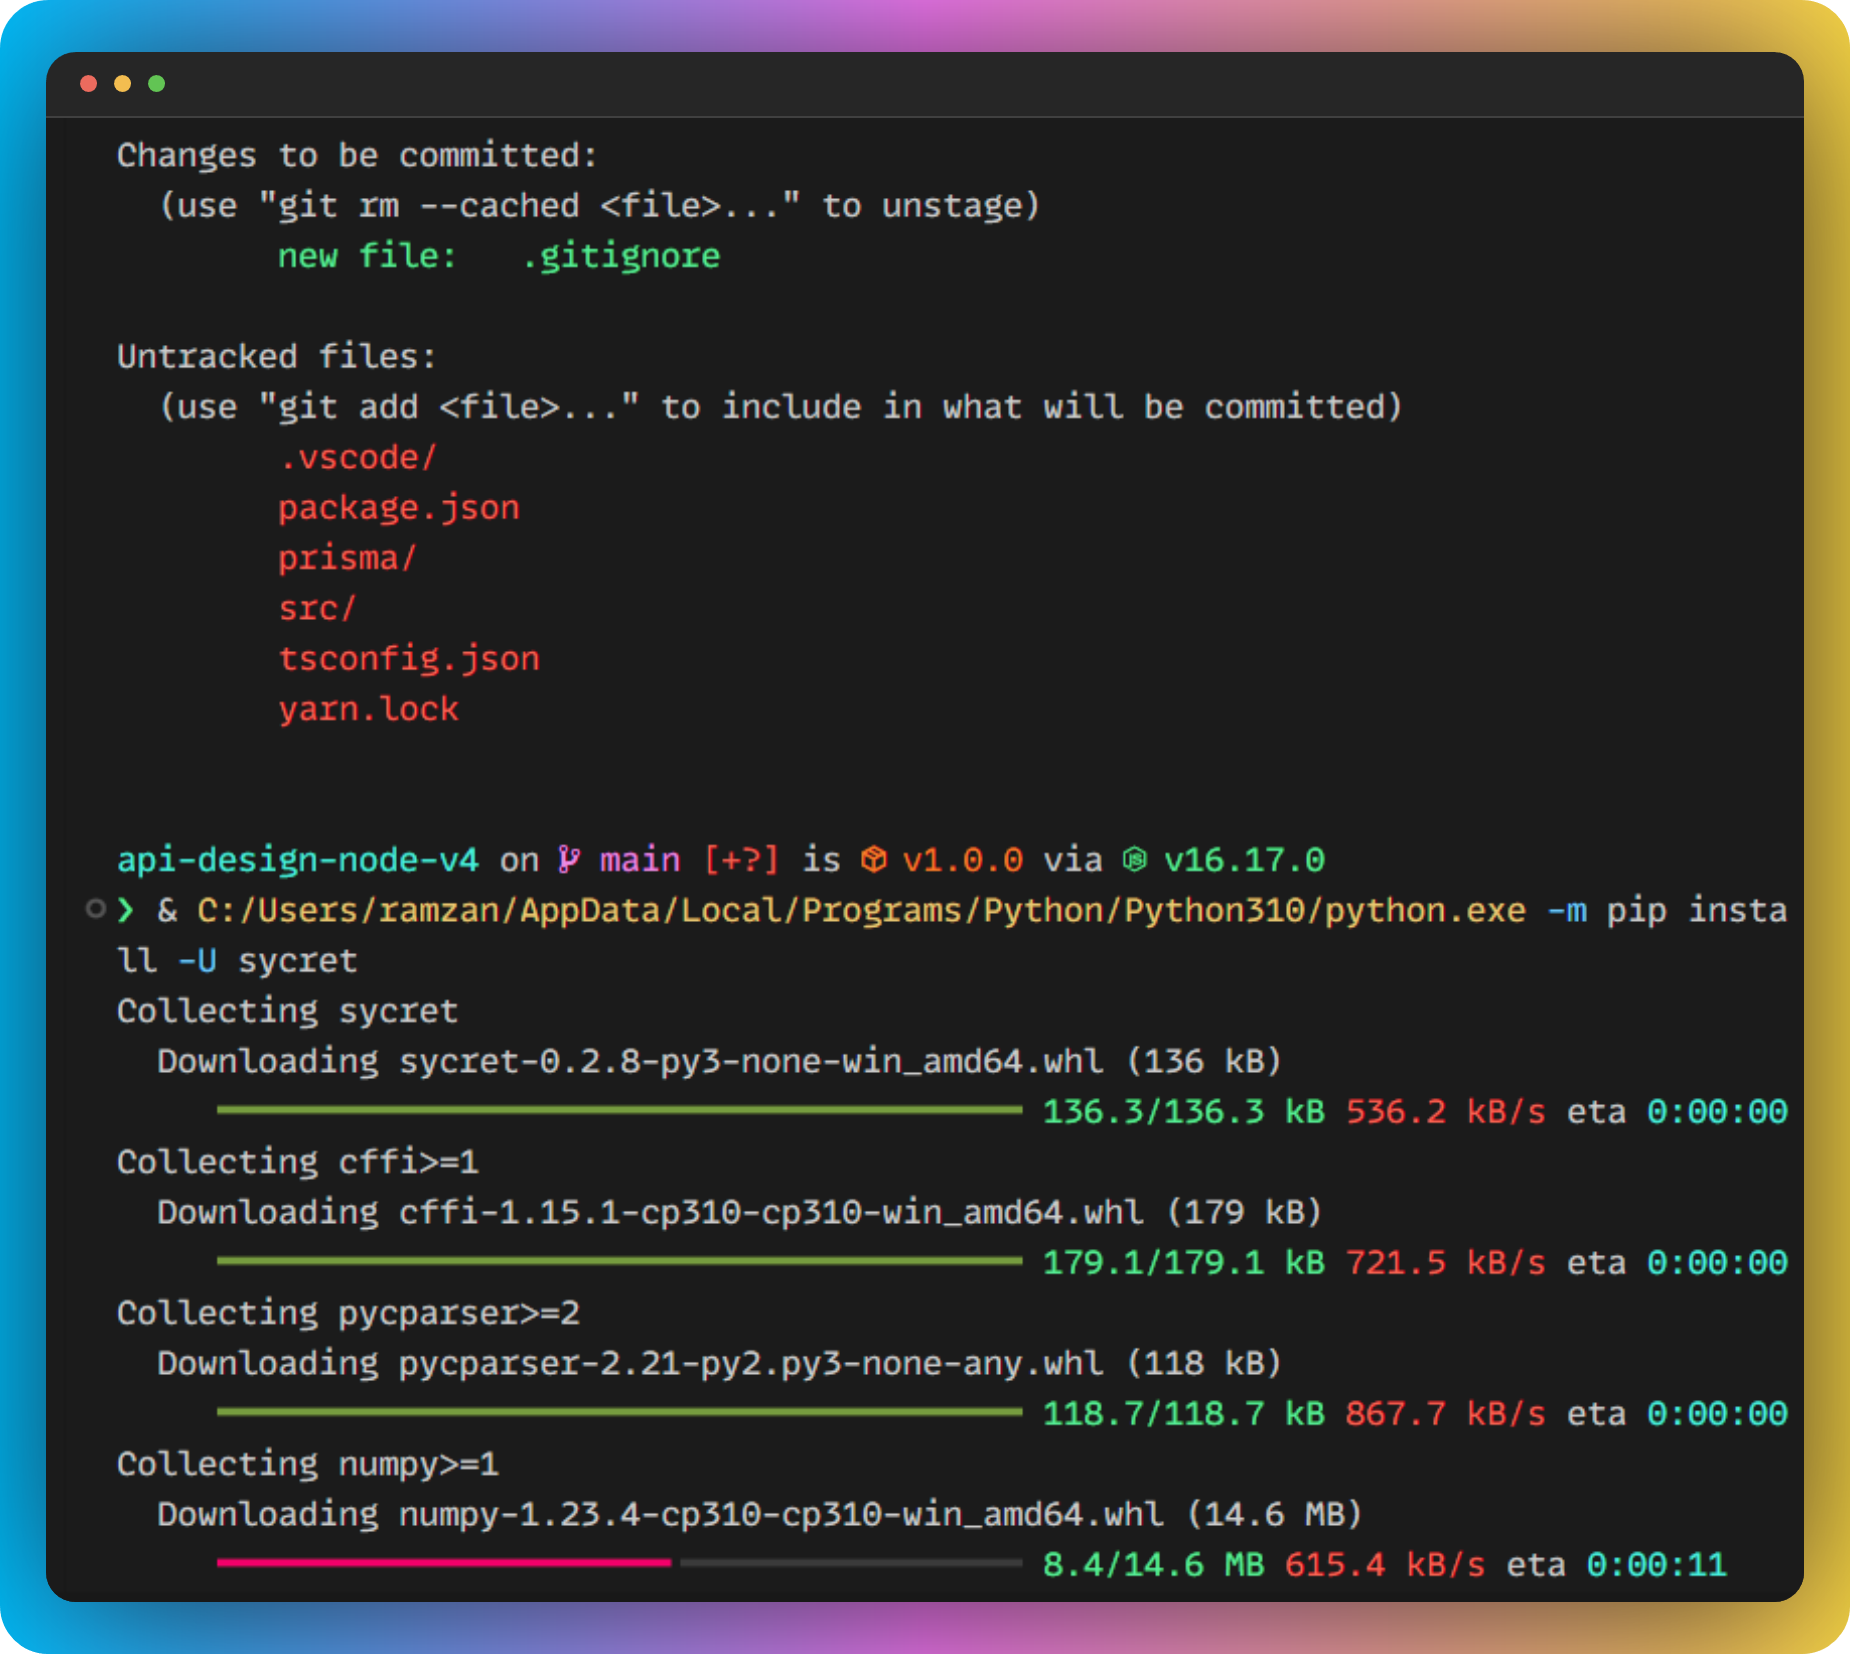 Changes to be committed:
(use "git rm --cached <file>..." to unstage)
new file:   .gitignore
Untracked files:
(use "git add <file>..." to include in what will be committed)
.vscode/
package.json
prisma/
src/
tsconfig.json
yarn.lock
api-design-node-v4 on main [+?] is v1.0.0 via v16.17.0
❯ & C:/Users/ramzan/AppData/Local/Programs/Python/Python310/python.exe -m pip insta
ll -U sycret
Collecting sycret
Downloading sycret-0.2.8-py3-none-win_amd64.whl (136 kB)
136.3/136.3 kB 536.2 kB/s eta 0:00:00
Collecting cffi>=1
Downloading cffi-1.15.1-cp310-cp310-win_amd64.whl (179 kB)
179.1/179.1 kB 721.5 kB/s eta 0:00:00
Collecting pycparser>=2
Downloading pycparser-2.21-py2.py3-none-any.whl (118 kB)
118.7/118.7 kB 867.7 kB/s eta 0:00:00
Collecting numpy>=1
Downloading numpy-1.23.4-cp310-cp310-win_amd64.whl (14.6 MB)
8.4/14.6 MB 615.4 kB/s eta 0:00:11